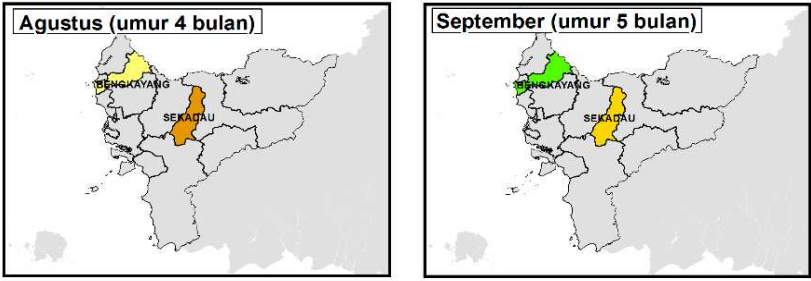 Agustus (umur 4 bulan)
BENGKAYANG
SEKADAU
September (umur 5 bulan)
BENGKAYANG
SEKADAU